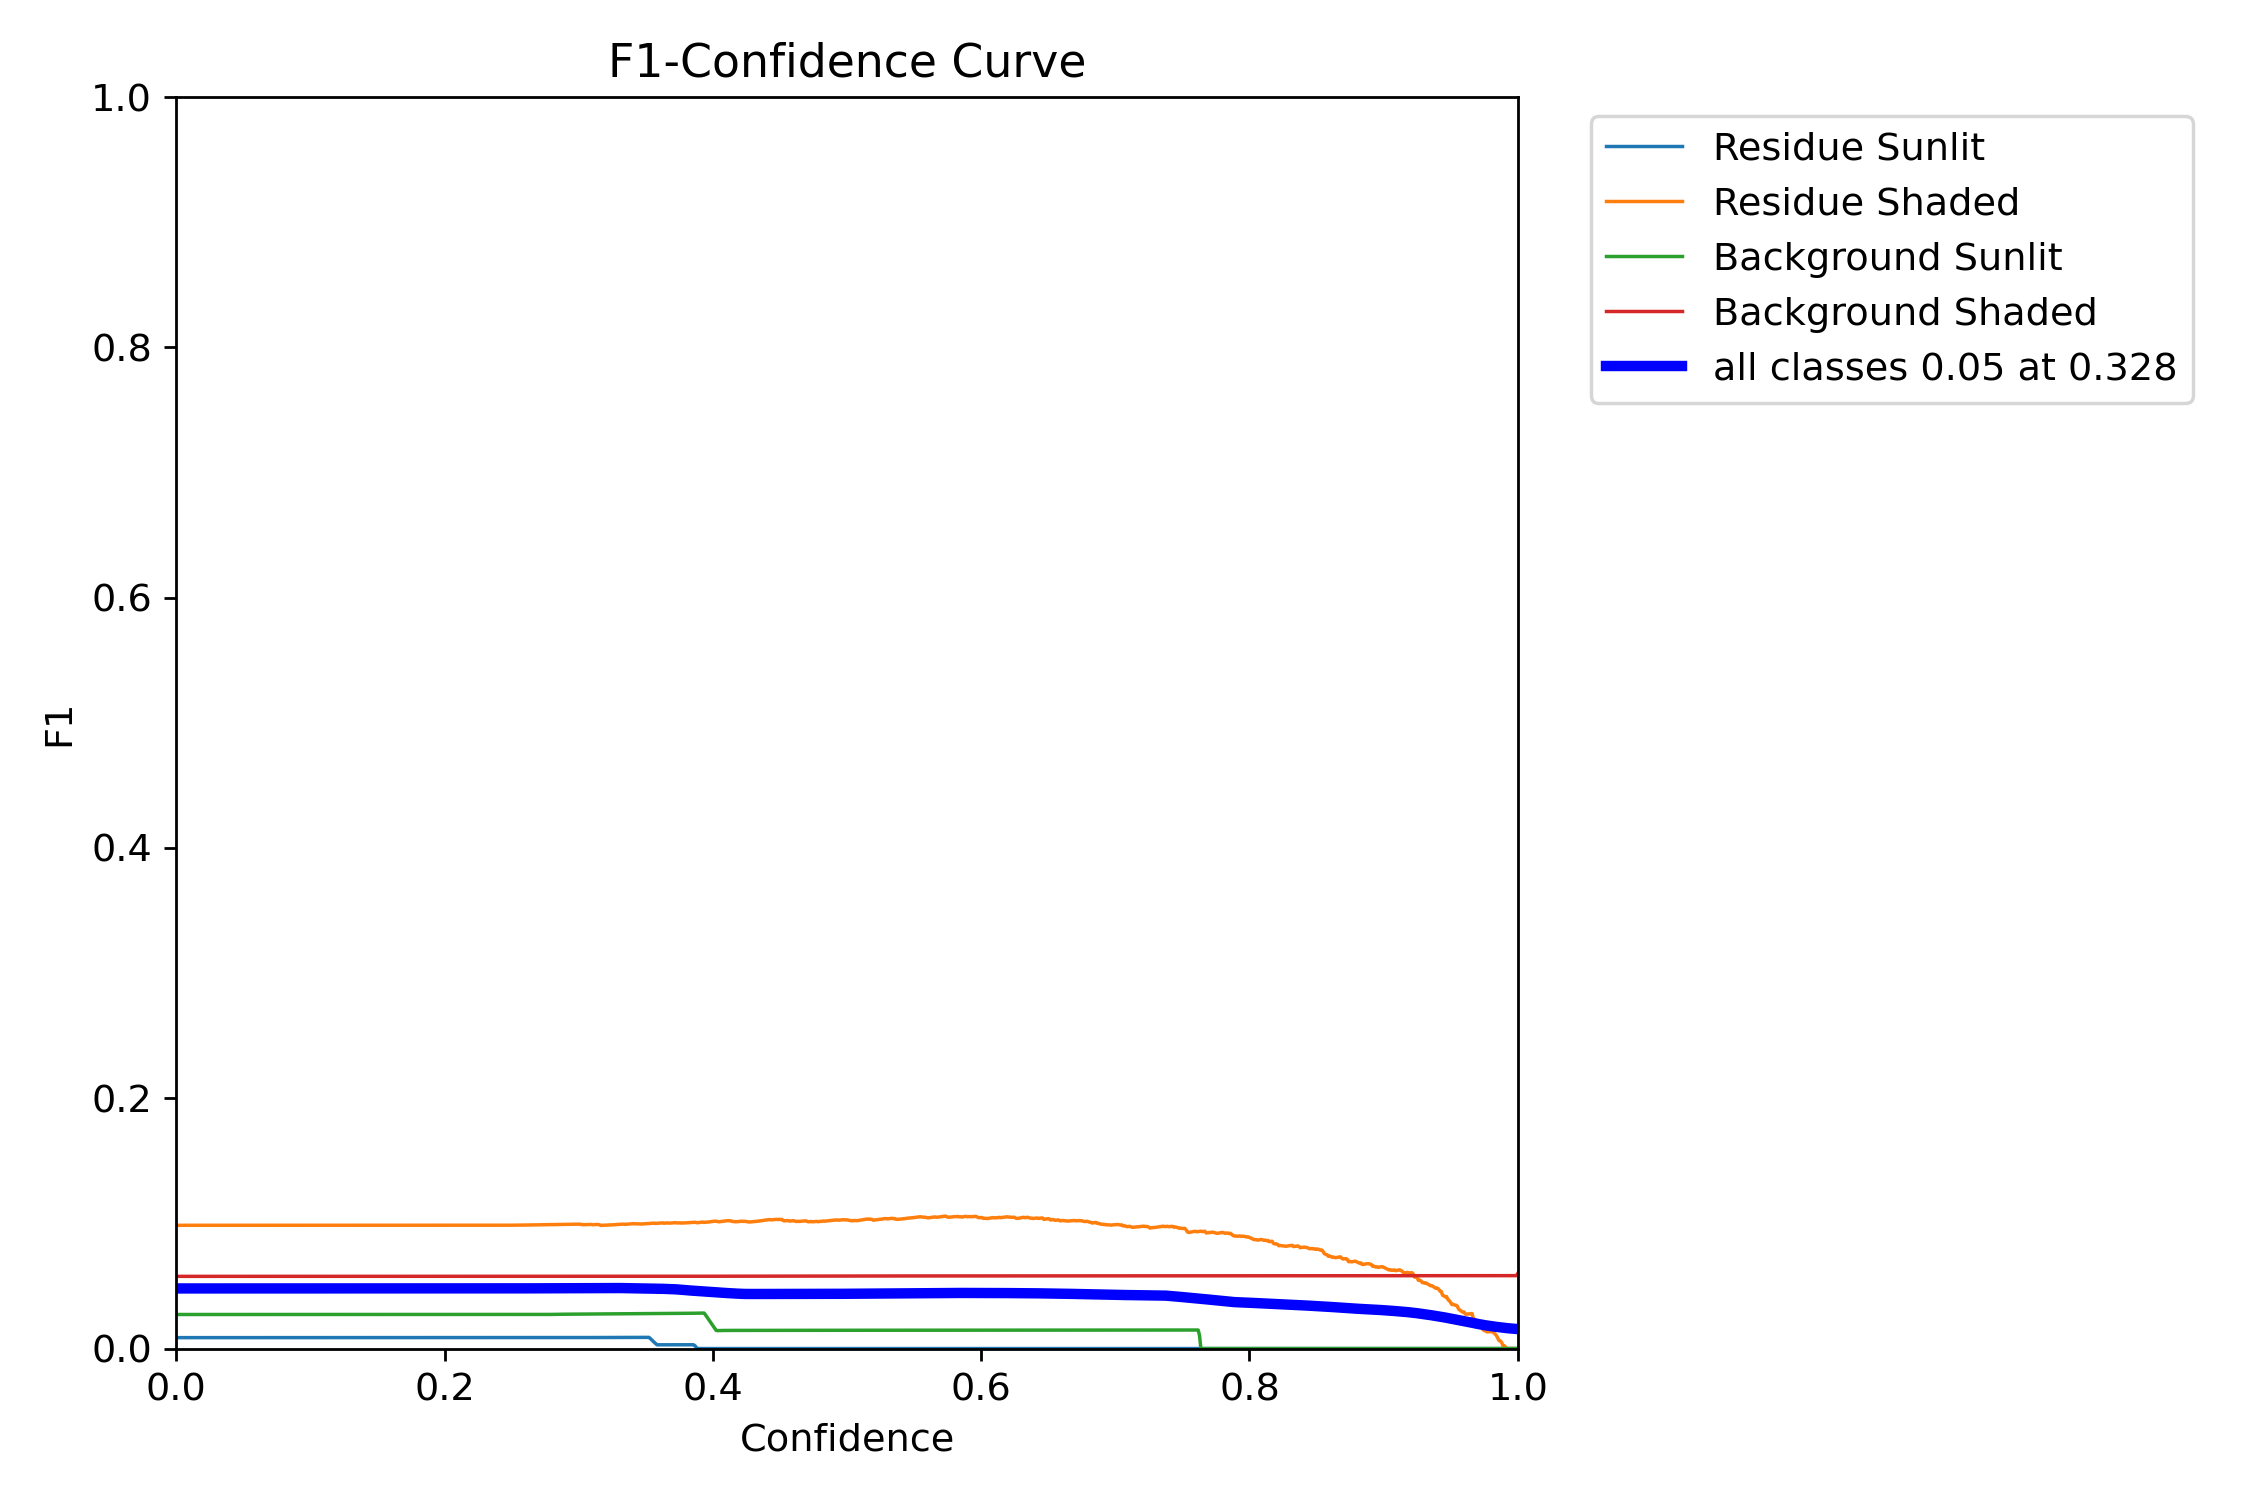 F1-Confidence Curve
1.0
0.8
0.6
0.4
0.2
0.0
F1
0.0 0.2 0.4 0.6 0.8 1.0
Confidence
Residue Sunlit
Residue Shaded
Background Sunlit
Background Shaded
all classes 0.05 at 0.328